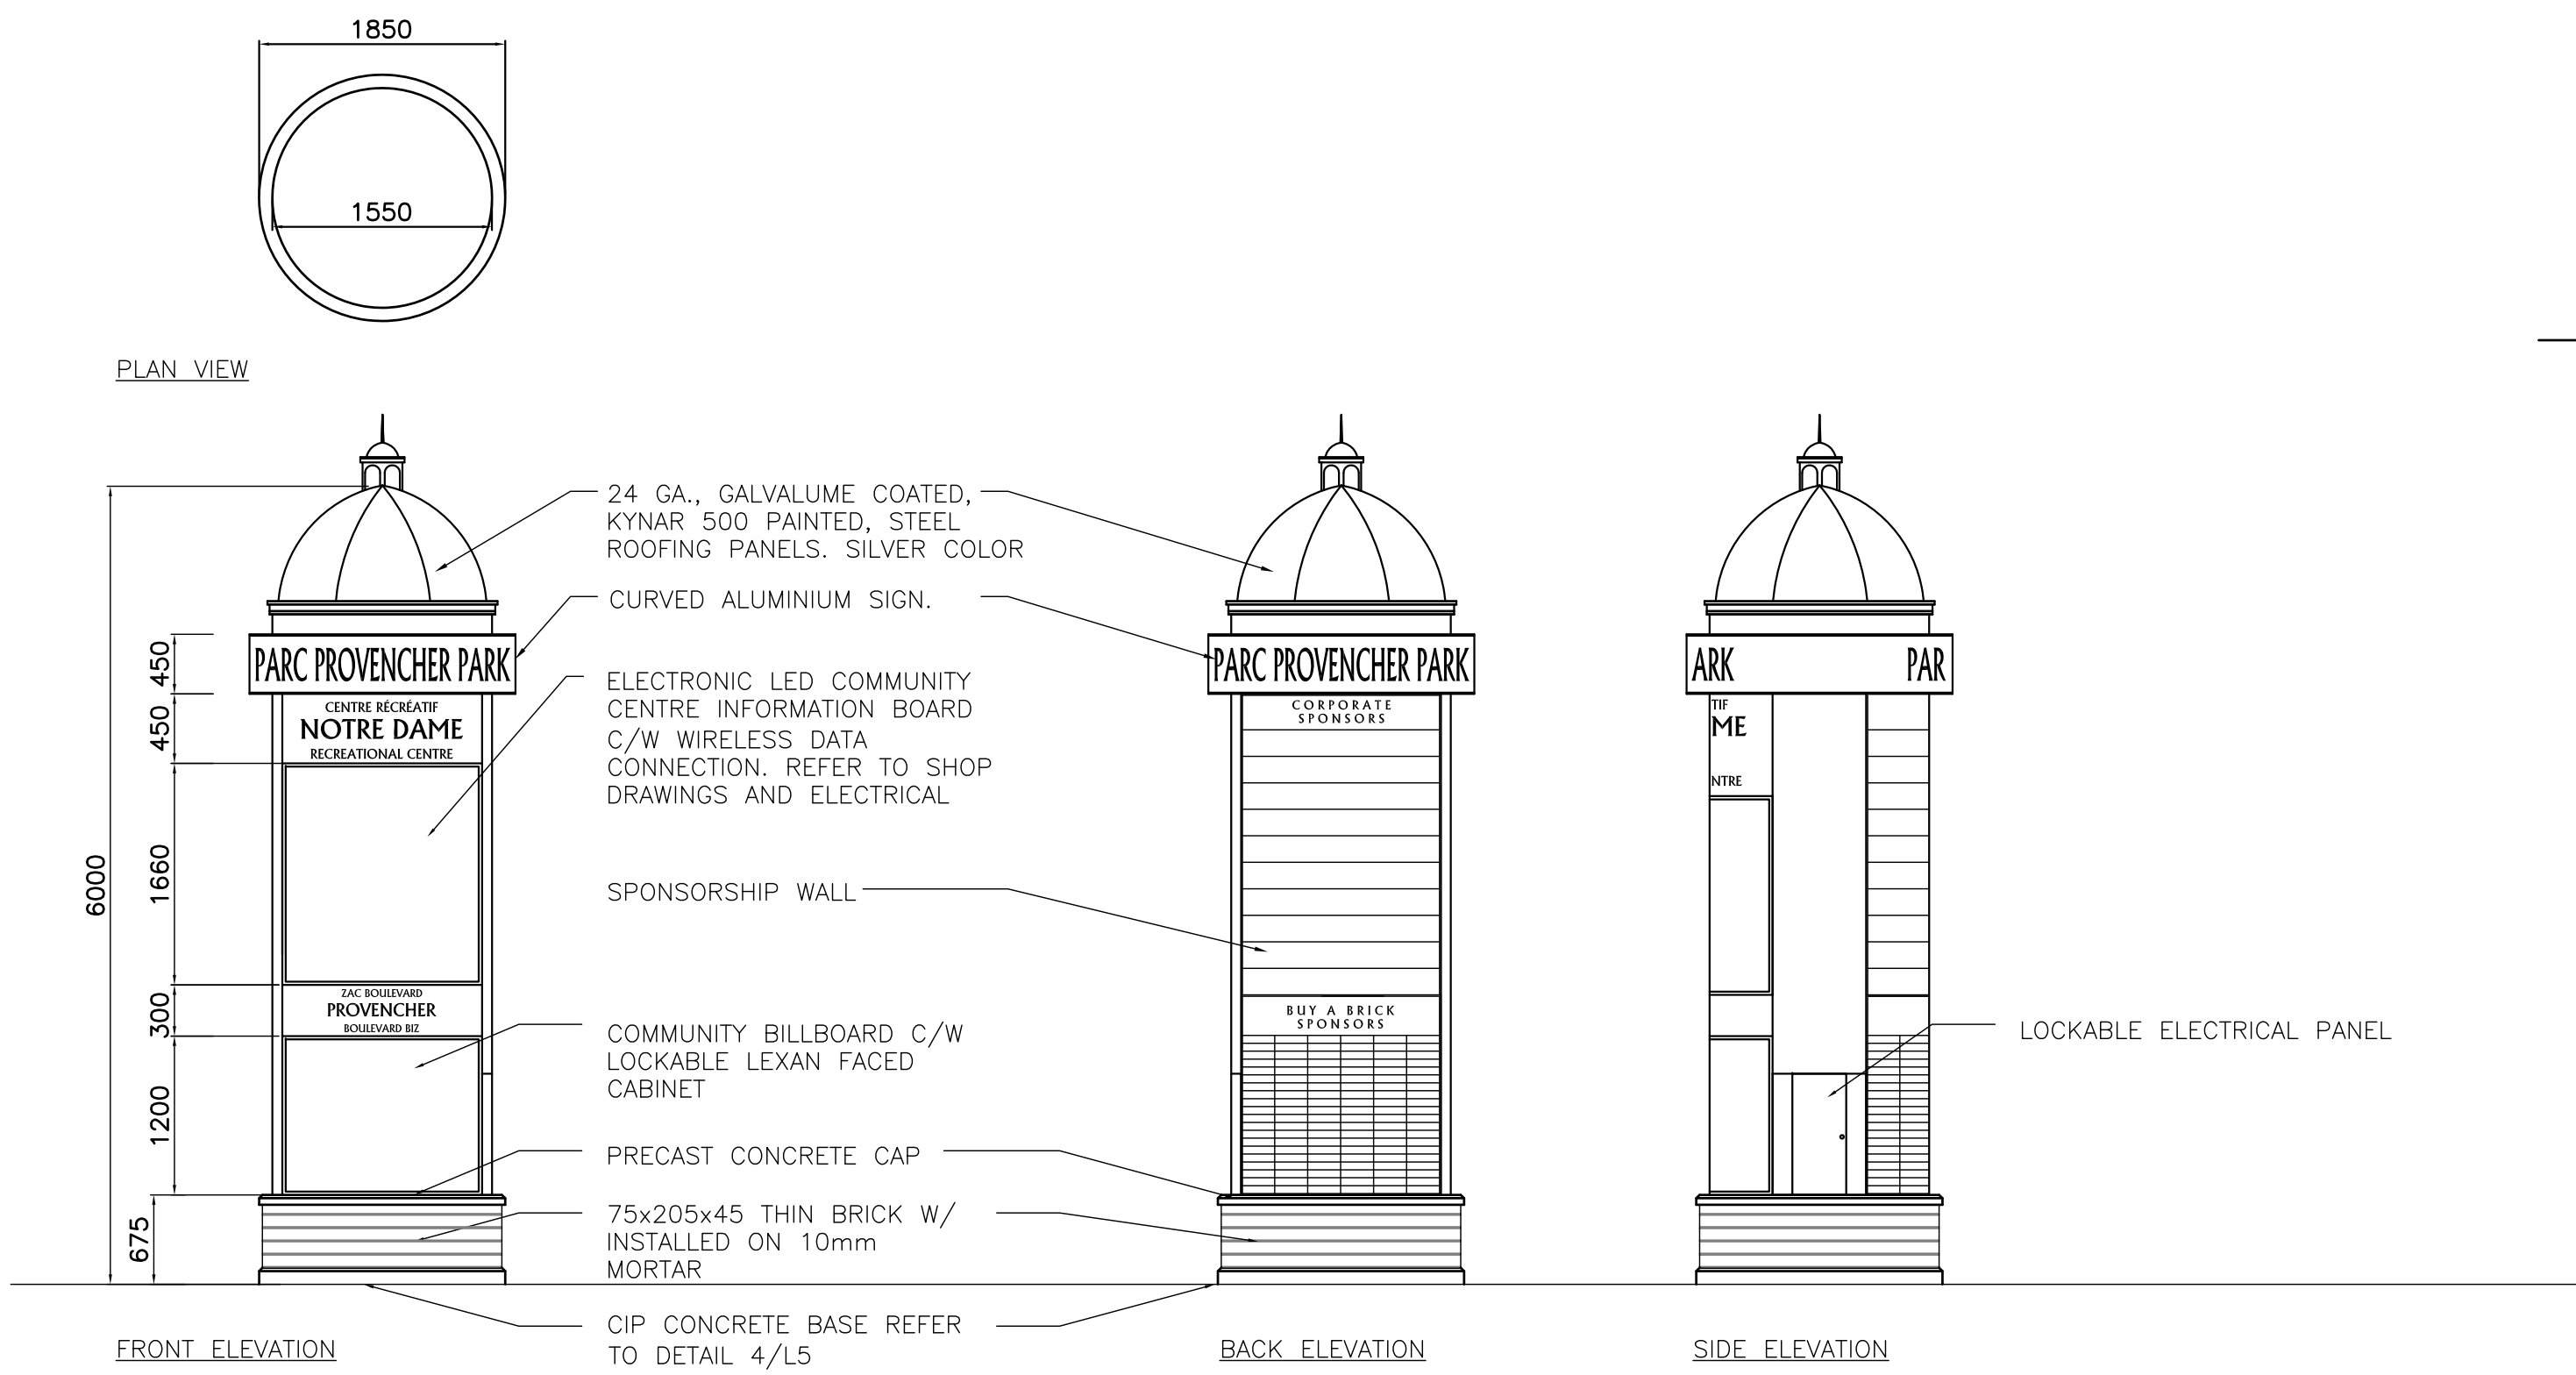 1850
1550
PLAN VIEW
24 GA., GALVALUME COATED,
KYNAR 500 PAINTED, STEEL
ROOFING PANELS. SILVER COLOR
CURVED ALUMINIUM SIGN.
ELECTRONIC LED COMMUNITY
CENTRE INFORMATION BOARD
C/W WIRELESS DATA
CONNECTION. REFER TO SHOP
DRAWINGS AND ELECTRICAL
SPONSORSHIP WALL
COMMUNITY BILLBOARD C/W
LOCKABLE LEXAN FACED
CABINET
PRECAST CONCRETE CAP
75x205x45 THIN BRICK W/
INSTALLED ON 10mm
MORTAR
CIP CONCRETE BASE REFER
TO DETAIL 4/L5
6000
450
450
1660
300
1200
675
PARC PROVENCHER PARK
CENTRE RÉCRÉATIF
NOTRE DAME
RECREATIONAL CENTRE
ZAC BOULEVARD
PROVENCHER
BOULEVARD BIZ
FRONT ELEVATION
PARC PROVENCHER PARK
CORPORATE
SPONSORS
BUY A BRICK
SPONSORS
BACK ELEVATION
ARK PAR
TIF
ME
NTRE
LOCKABLE ELECTRICAL PANEL
SIDE ELEVATION